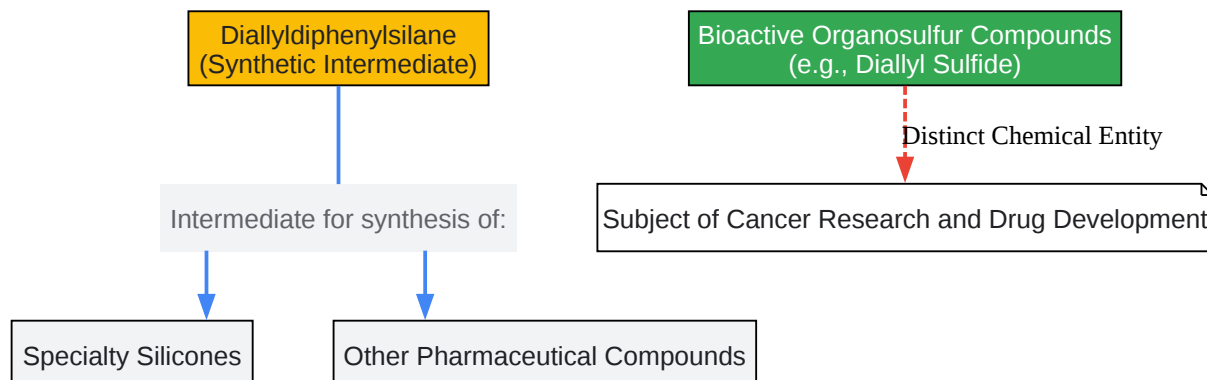 Diallyldiphenylsilane
(Synthetic Intermediate)
Bioactive Organosulfur Compounds
(e.g., Diallyl Sulfide)
Distinct Chemical Entity
Intermediate for synthesis of:
Subject of Cancer Research and Drug Development
Specialty Silicones
Other Pharmaceutical Compounds